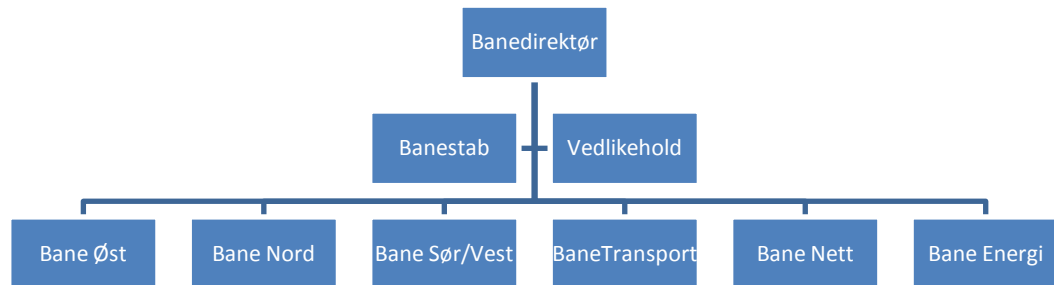 Banedirektør
Banestab
Vedlikehold
Bane Øst
Bane Nord
Bane Sør/Vest
BaneTransport
Bane Nett
Bane Energi